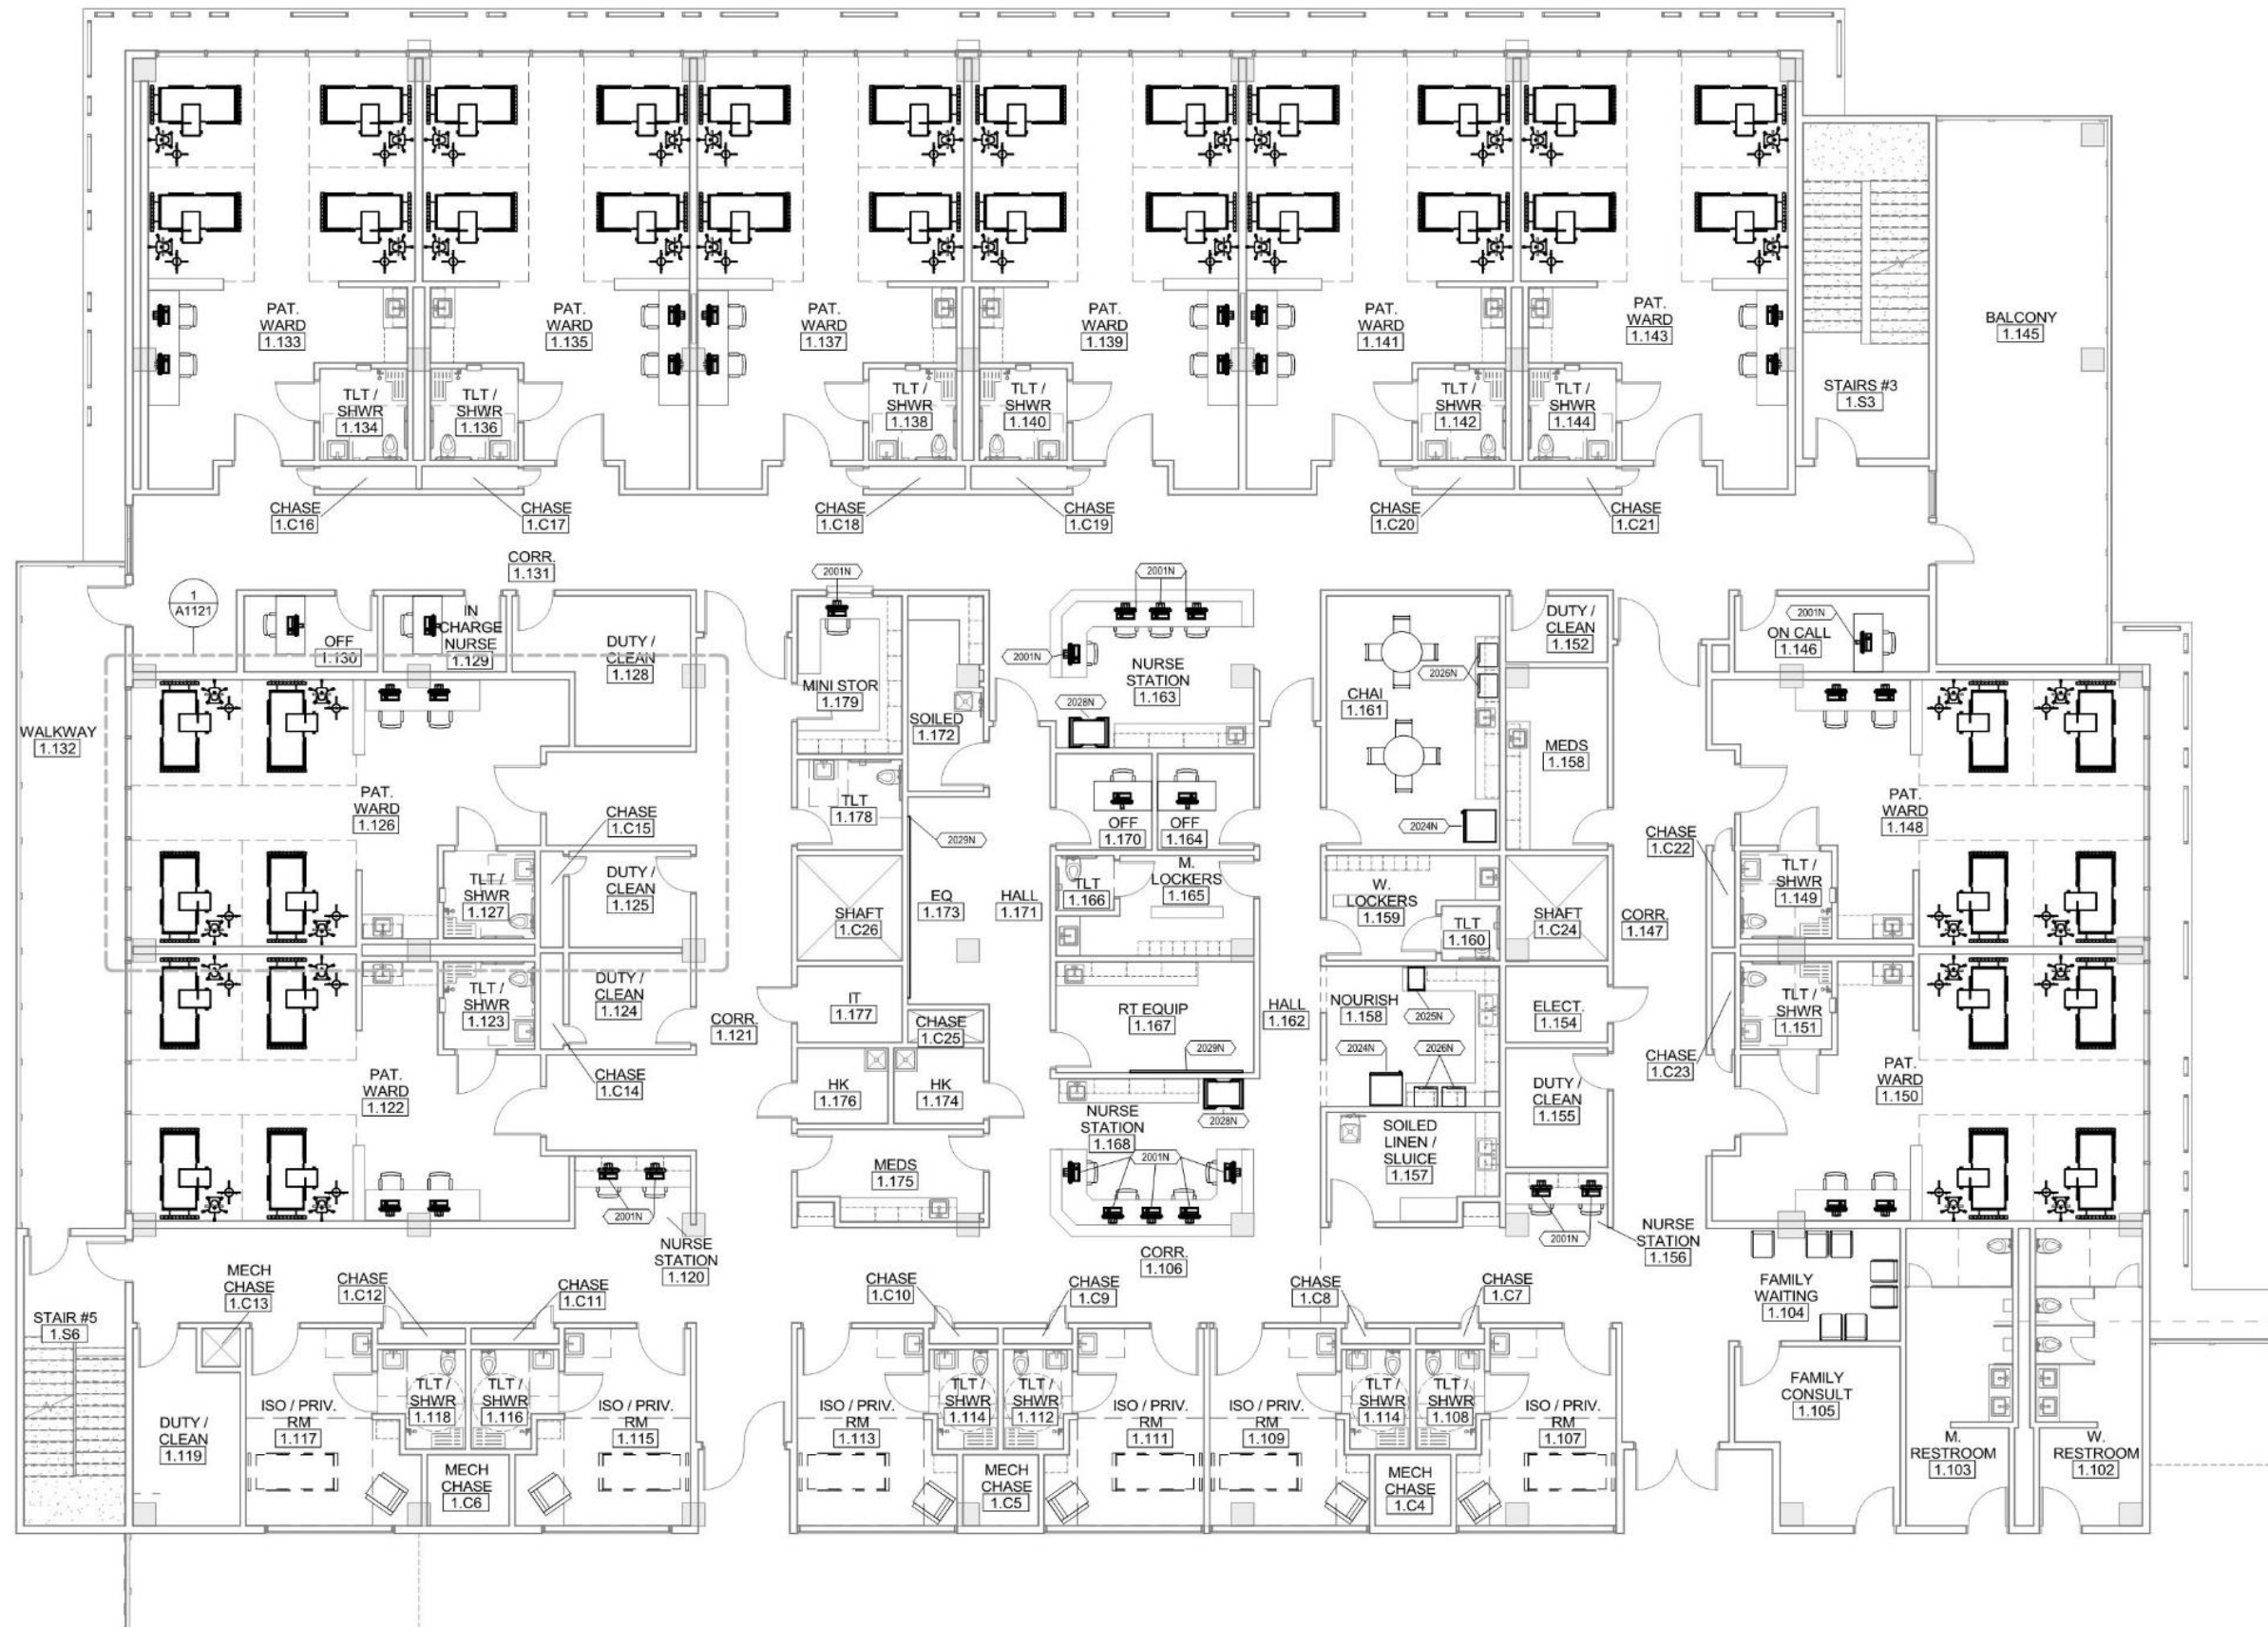 PAT.
WARD
1.133
PAT.
WARD
1.135
PAT.
WARD
1.137
PAT.
WARD
1.139
PAT.
WARD
1.141
PAT.
WARD
1.143
BALCONY
1.145
STAIRS #3
1.S3
TLT /
SHWR
1.134
TLT /
SHWR
1.136
TLT /
SHWR
1.138
TLT /
SHWR
1.140
TLT /
SHWR
1.142
TLT /
SHWR
1.144
CHASE
1.C16
CHASE
1.C17
CHASE
1.C18
CHASE
1.C19
CHASE
1.C20
CHASE
1.C21
CORR.
1.131
1
A1121
OFF
1.130
IN
CHARGE
NURSE
1.129
DUTY /
CLEAN
1.128
2001N
MINI STOR
1.179
SOILED
1.172
2001N
2001N
NURSE
STATION
1.163
2028N
CHAI
1.161
2026N
2024N
DUTY /
CLEAN
1.152
MEDS
1.158
2001N
ON CALL
1.146
WALKWAY
1.132
PAT.
WARD
1.126
CHASE
1.C15
TLT /
SHWR
1.127
DUTY /
CLEAN
1.125
TLT
1.178
2029N
OFF
1.170
OFF
1.164
PAT.
WARD
1.148
CHASE
1.C22
TLT /
SHWR
1.149
SHAFT
1.C26
EQ
1.173
HALL
1.171
TLT
1.166
M.
LOCKERS
1.165
W.
LOCKERS
1.159
TLT
1.160
SHAFT
1.C24
CORR.
1.147
TLT /
SHWR
1.123
DUTY /
CLEAN
1.124
CORR.
1.121
IT
1.177
CHASE
1.C25
RT EQUIP
1.167
HALL
1.162
NOURISH
1.158
2025N
2024N
2026N
ELECT.
1.154
TLT /
SHWR
1.151
CHASE
1.C23
PAT.
WARD
1.122
CHASE
1.C14
HK
1.176
HK
1.174
2029N
2028N
NURSE
STATION
1.168
2001N
DUTY /
CLEAN
1.155
PAT.
WARD
1.150
MEDS
1.175
SOILED
LINEN /
SLUICE
1.157
2001N
NURSE
STATION
1.120
2001N
NURSE
STATION
1.156
CORR.
1.106
MECH
CHASE
1.C13
CHASE
1.C12
CHASE
1.C11
CHASE
1.C10
CHASE
1.C9
CHASE
1.C8
CHASE
1.C7
FAMILY
WAITING
1.104
STAIR #5
1.S6
DUTY /
CLEAN
1.119
ISO / PRIV.
RM
1.117
TLT /
SHWR
1.118
TLT /
SHWR
1.116
ISO / PRIV.
RM
1.115
MECH
CHASE
1.C6
ISO / PRIV.
RM
1.113
TLT /
SHWR
1.114
TLT /
SHWR
1.112
ISO / PRIV.
RM
1.111
MECH
CHASE
1.C5
ISO / PRIV.
RM
1.109
TLT /
SHWR
1.114
TLT /
SHWR
1.108
ISO / PRIV.
RM
1.107
MECH
CHASE
1.C4
FAMILY
CONSULT
1.105
M.
RESTROOM
1.103
W.
RESTROOM
1.102